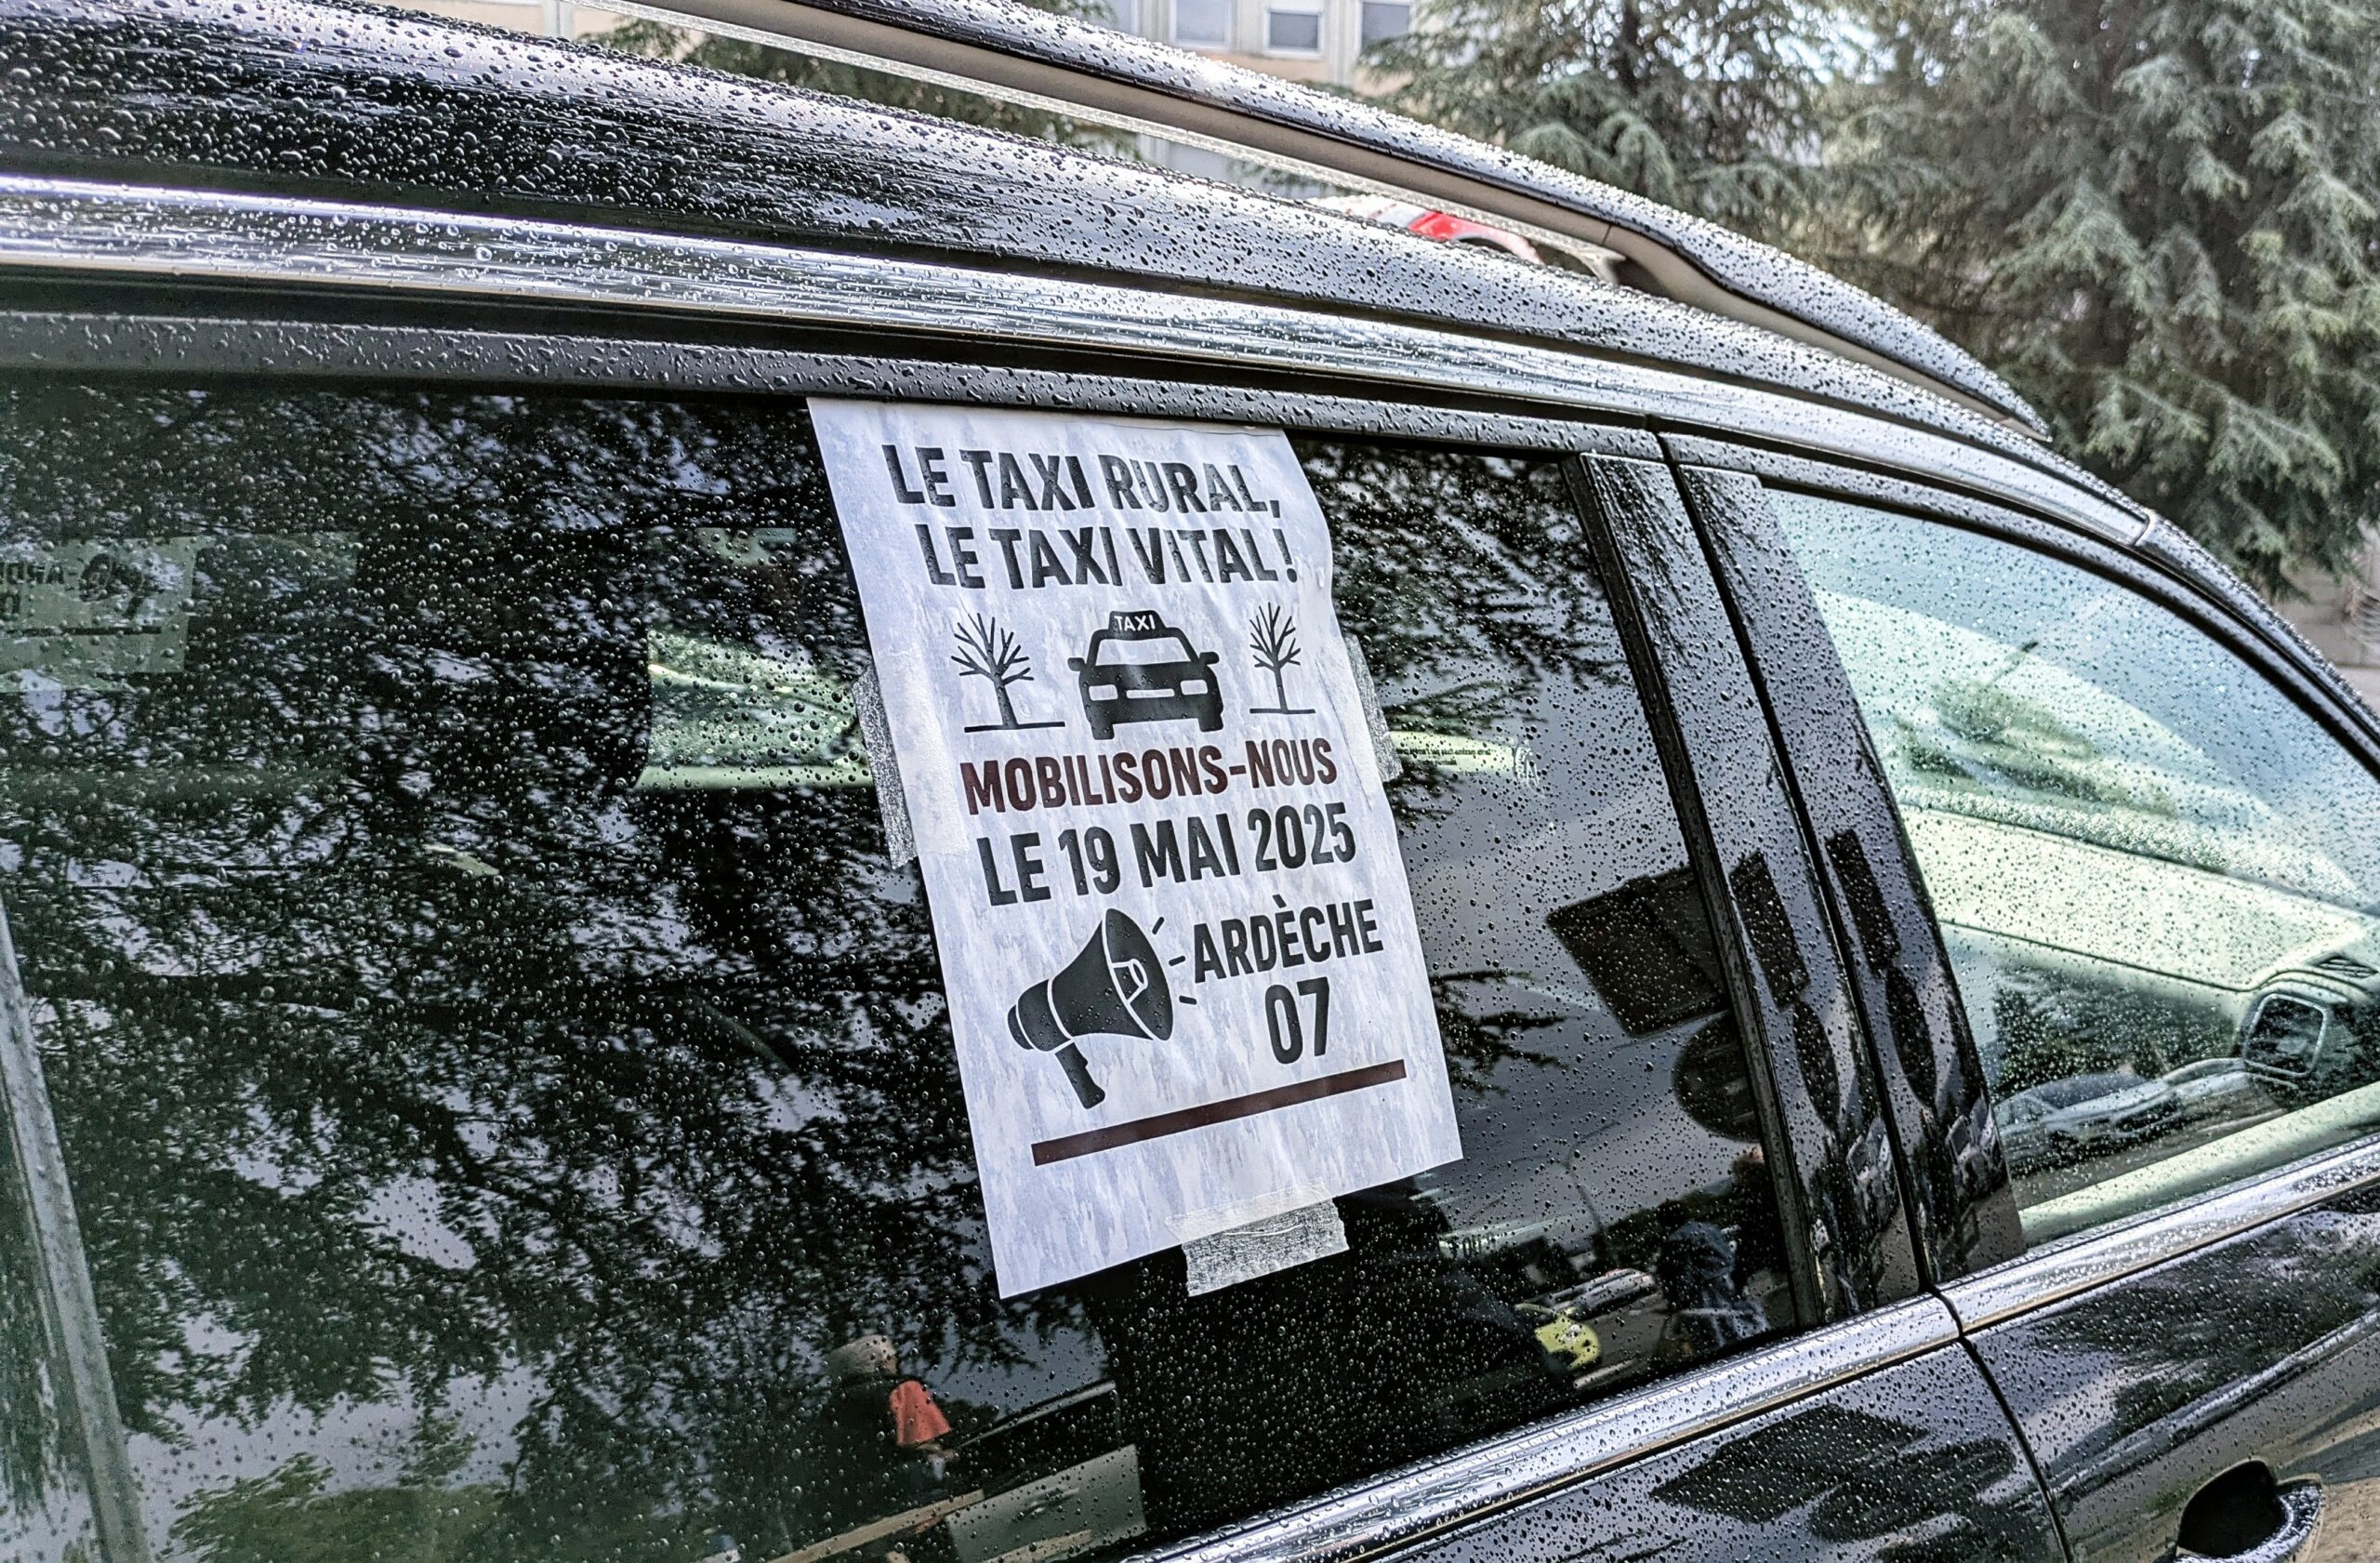 LE TAXI RURAL,
LE TAXI VITAL!
TAXI
MOBILISONS-NOUS
LE 19 MAI 2025
ARDÈCHE
07